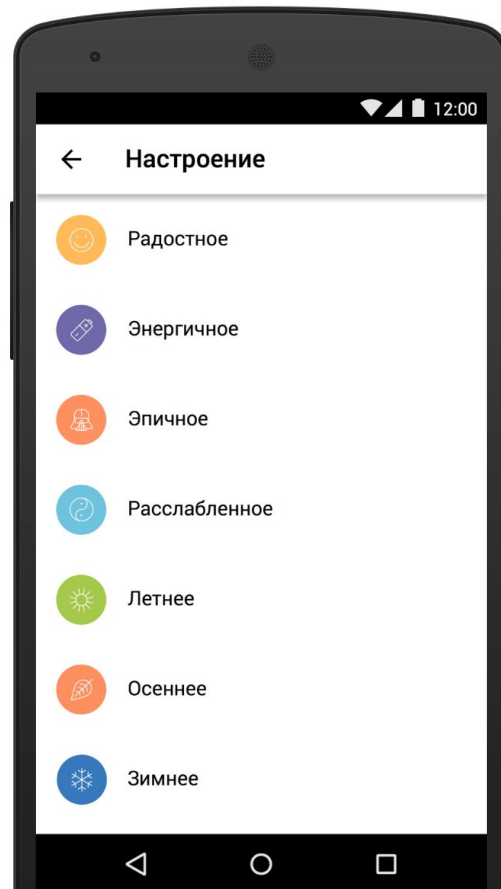 12:00
Настроение
Радостное
Энергичное
Эпичное
Расслабленное
Летнее
Осеннее
Зимнее